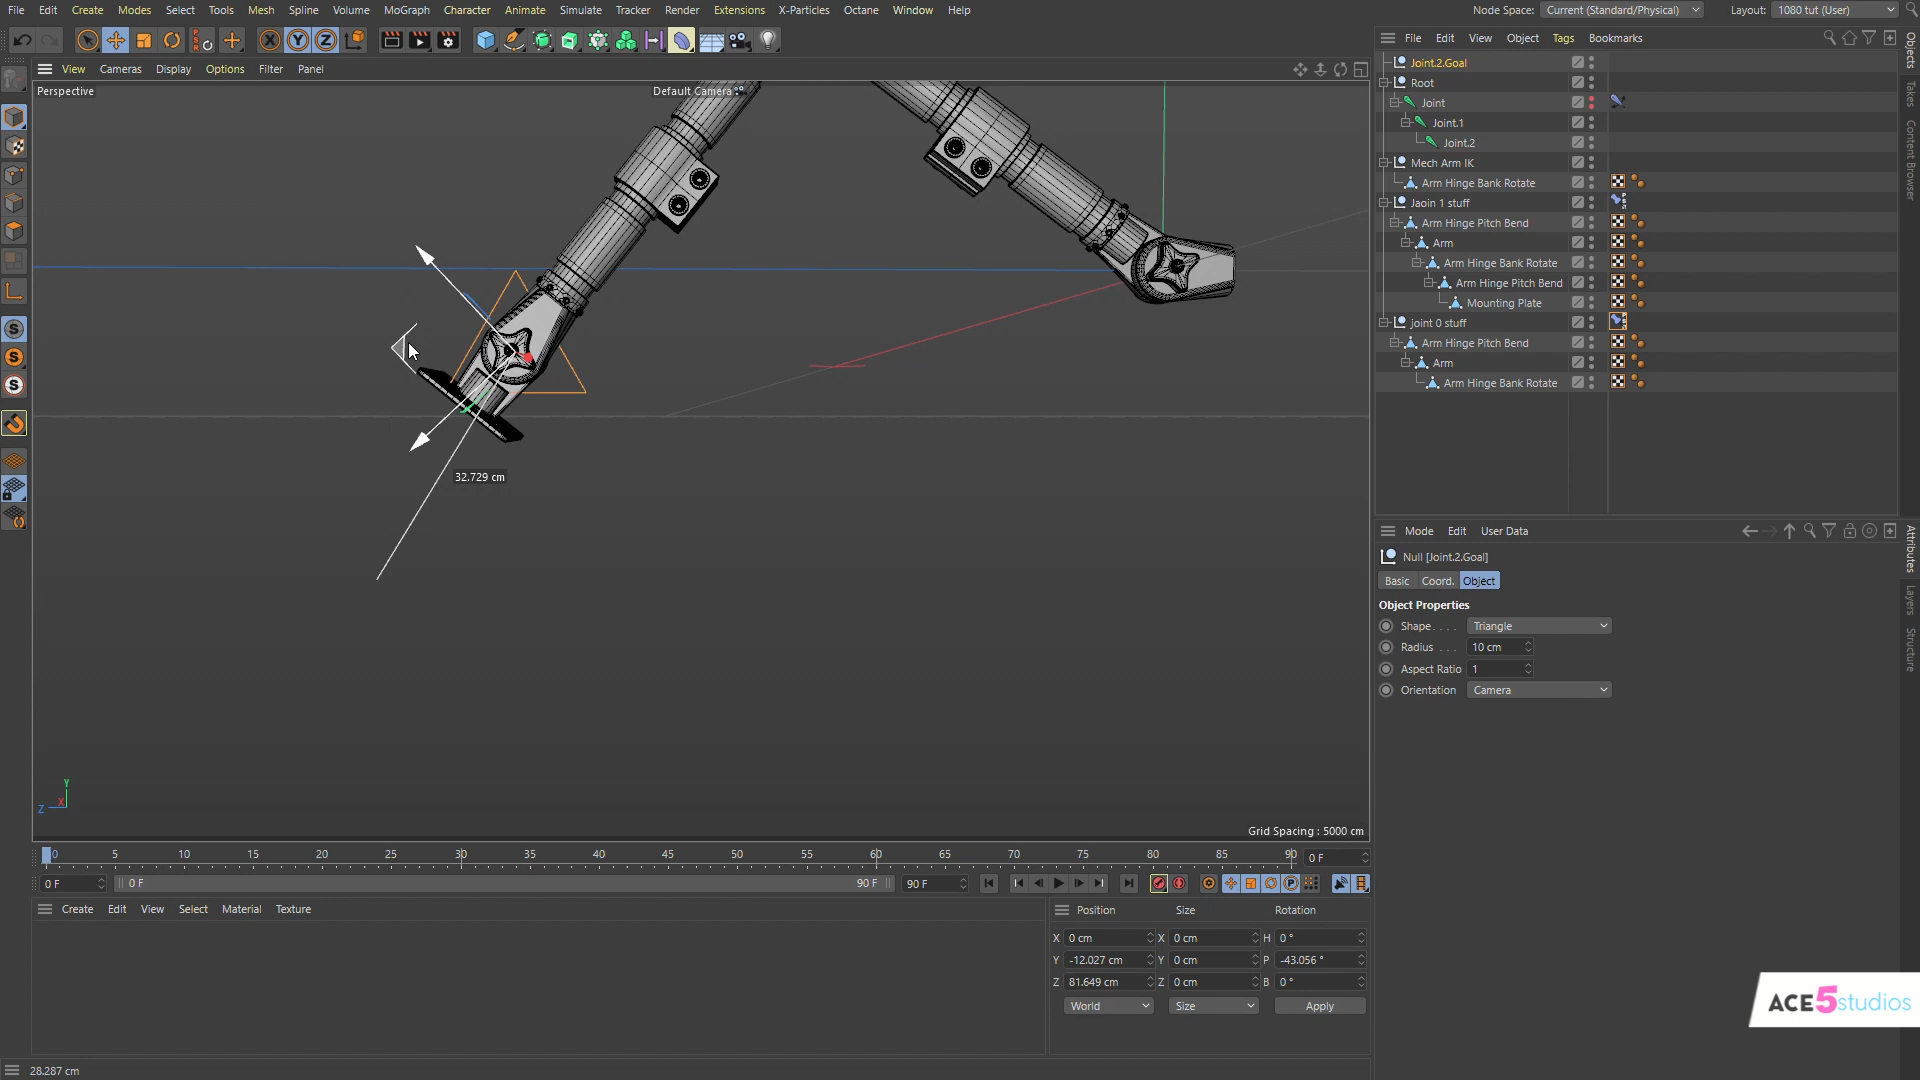 File Edit Create Modes Select Tools Mesh Spline Volume MoGraph Character Animate Simulate Tracker Render Extensions X-Particles Octane Window Help Node Space: Current (Standard/Physical) Layout: 1080 tut (User)
View Cameras Display Options Filter Panel
Perspective
Default Camera
32.729 cm
Y
Z X
Grid Spacing : 5000 cm
File Edit View Object Tags Bookmarks
Joint.2.Goal
Root
Joint
Joint.1
Joint.2
Mech Arm IK
Arm Hinge Bank Rotate
Jaoin 1 stuff
Arm Hinge Pitch Bend
Arm
Arm Hinge Bank Rotate
Arm Hinge Pitch Bend
Mounting Plate
joint 0 stuff
Arm Hinge Pitch Bend
Arm
Arm Hinge Bank Rotate
Objects
Takes
Content Browser
Mode Edit User Data
Null [Joint.2.Goal]
Basic Coord. Object
Object Properties
Shape . . . . Triangle
Radius . . . 10 cm
Aspect Ratio 1
Orientation Camera
Attributes
Layers
Structure
0 5 10 15 20 25 30 35 40 45 50 55 60 65 70 75 80 85 90 0 F
0 F 0 F 90 F 90 F
Create Edit View Select Material Texture
Position Size Rotation
X 0 cm X 0 cm H 0 °
Y -12.027 cm Y 0 cm P -43.056 °
Z 81.649 cm Z 0 cm B 0 °
World Size Apply
ACE5studios
28.287 cm